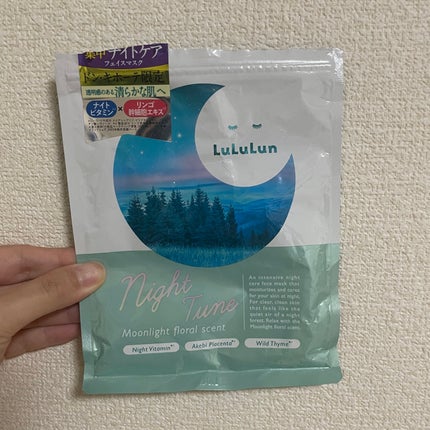 集中ナイトケア
フェイスマスク
ドン・キホーテ限定
透明感のある清らかな肌へ
ナイト
ビタミン
×
リンゴ
幹細胞エキス
LuLuLun
Night
Tune
Moonlight floral scent
An intensive night
care face mask that
moisturizes and cares
for your skin at night.
For clear, clean skin
that feels like the
quiet air of a night
forest. Relax with the
Moonlight floral scent.
Night Vitamin
Akebi Placenta
Wild Thyme